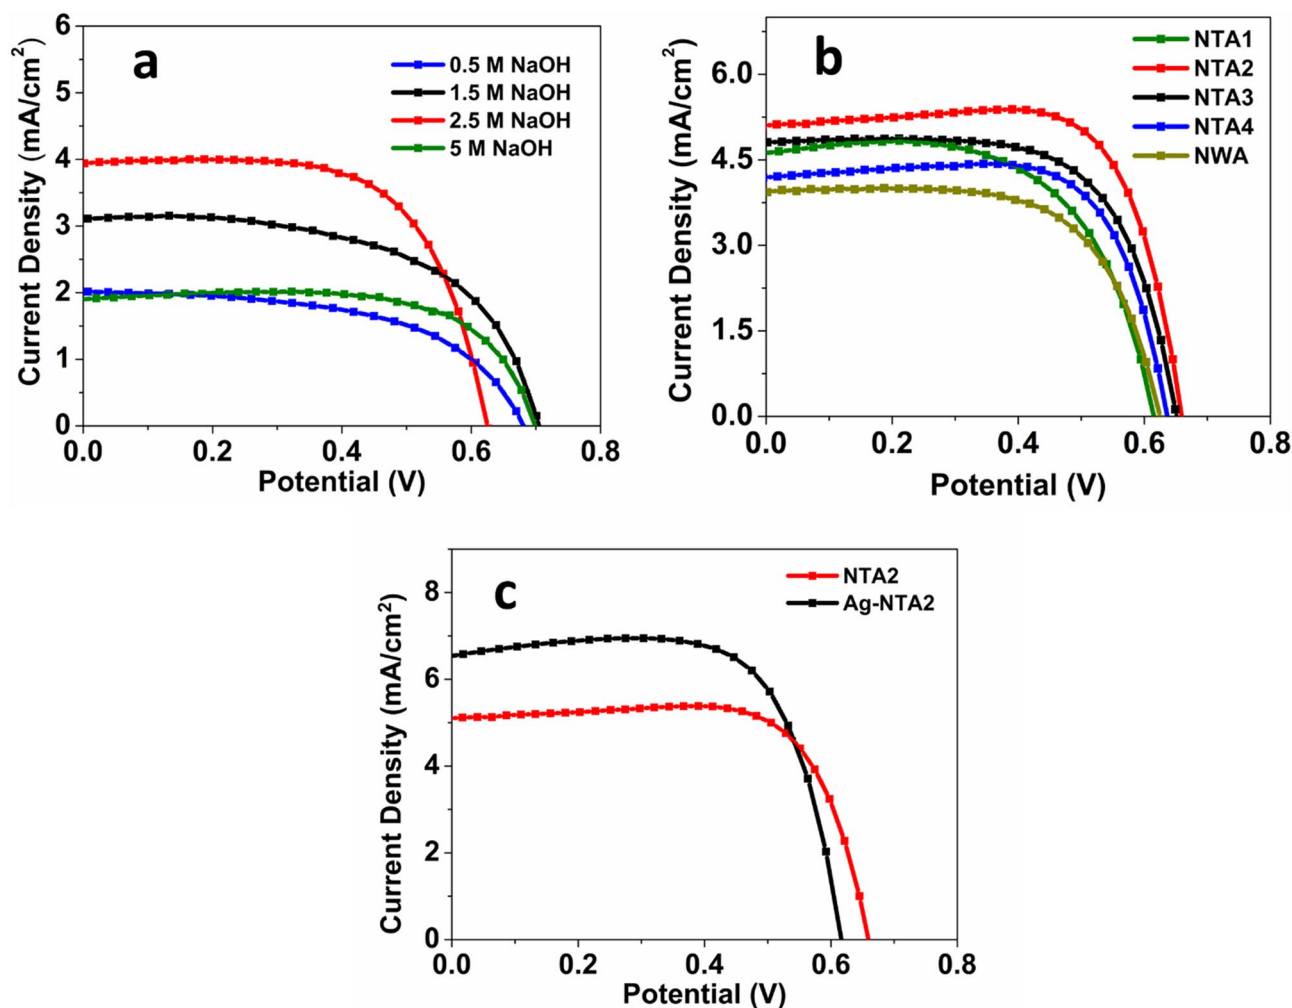 a
0.5 M NaOH
1.5 M NaOH
2.5 M NaOH
5 M NaOH
Current Density (mA/cm²)
6
5
4
3
2
1
0
0.0 0.2 0.4 0.6 0.8
Potential (V)
b
NTA1
NTA2
NTA3
NTA4
NWA
Current Density (mA/cm²)
6.0
4.5
3.0
1.5
0.0
0.0 0.2 0.4 0.6 0.8
Potential (V)
c
NTA2
Ag-NTA2
Current Density (mA/cm²)
8
6
4
2
0
0.0 0.2 0.4 0.6 0.8
Potential (V)